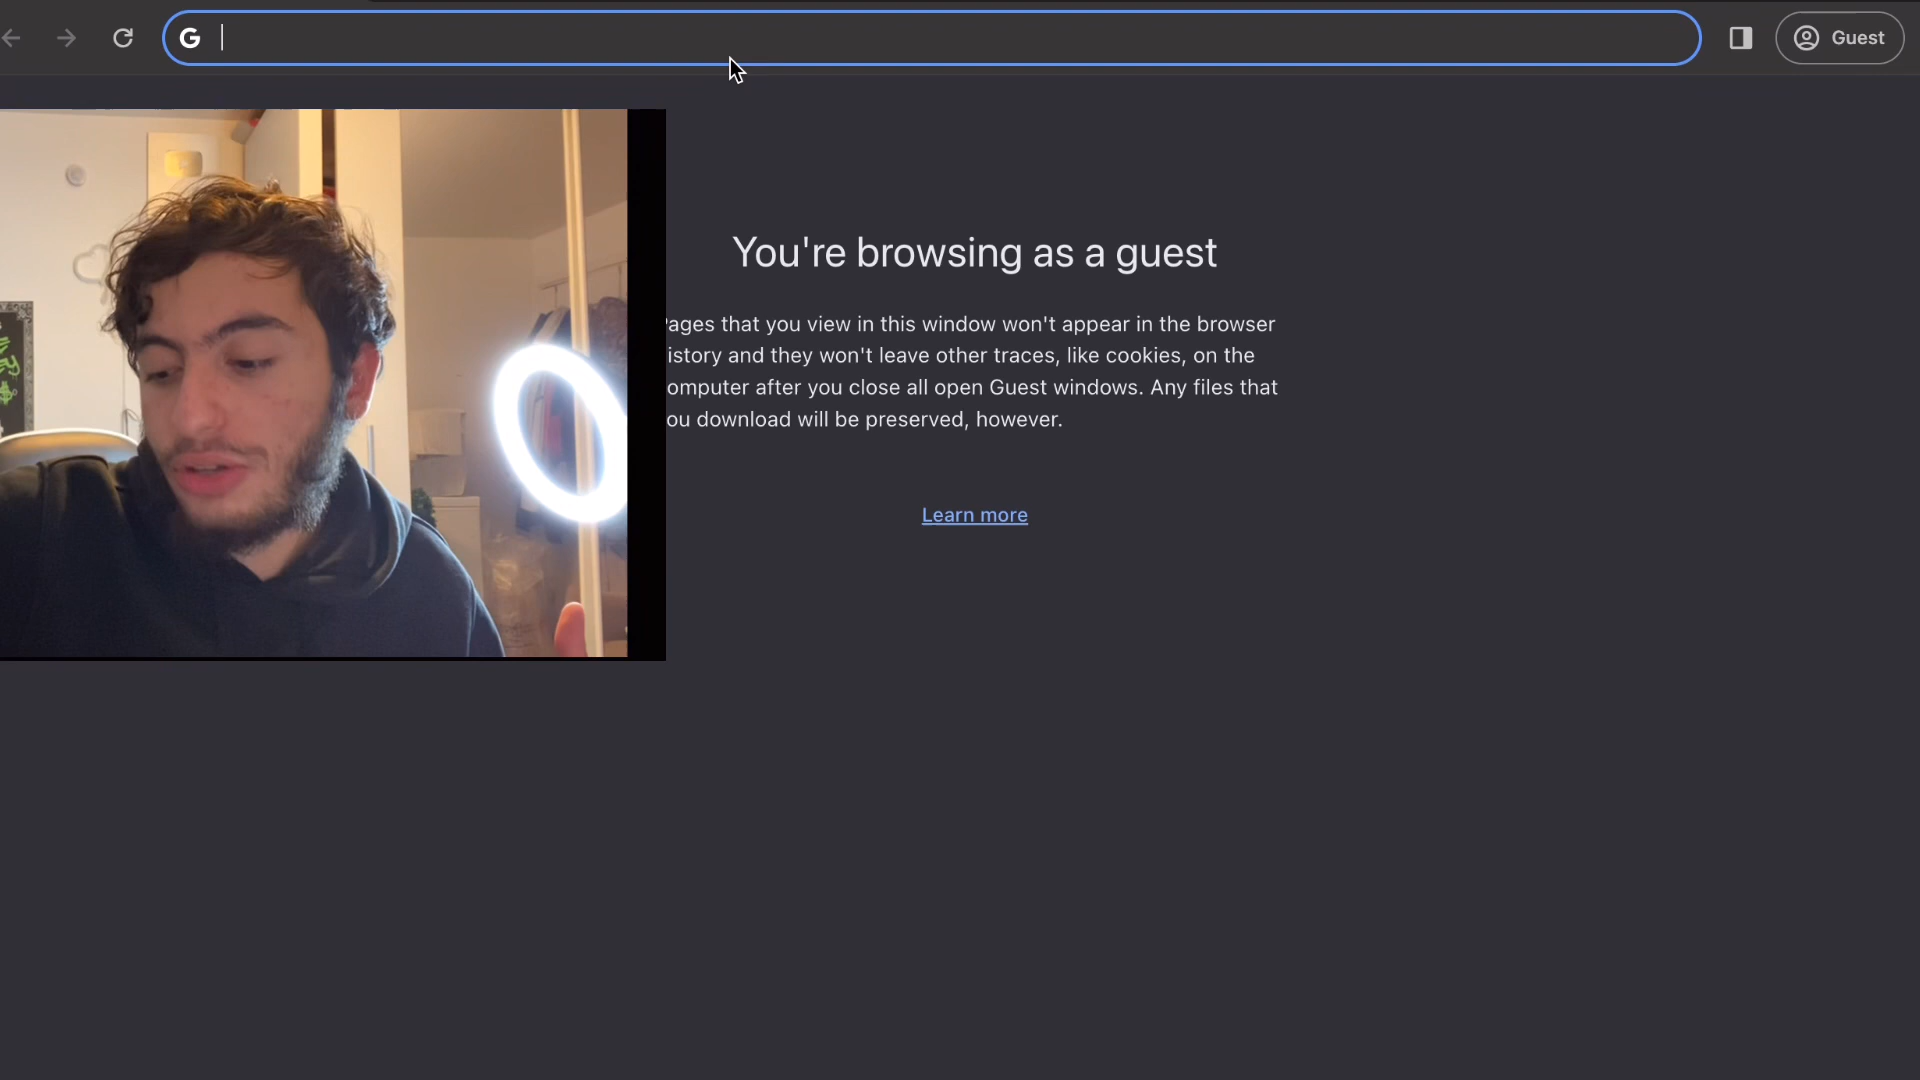 Guest
You're browsing as a guest
ages that you view in this window won't appear in the browser
istory and they won't leave other traces, like cookies, on the
omputer after you close all open Guest windows. Any files that
ou download will be preserved, however.
Learn more